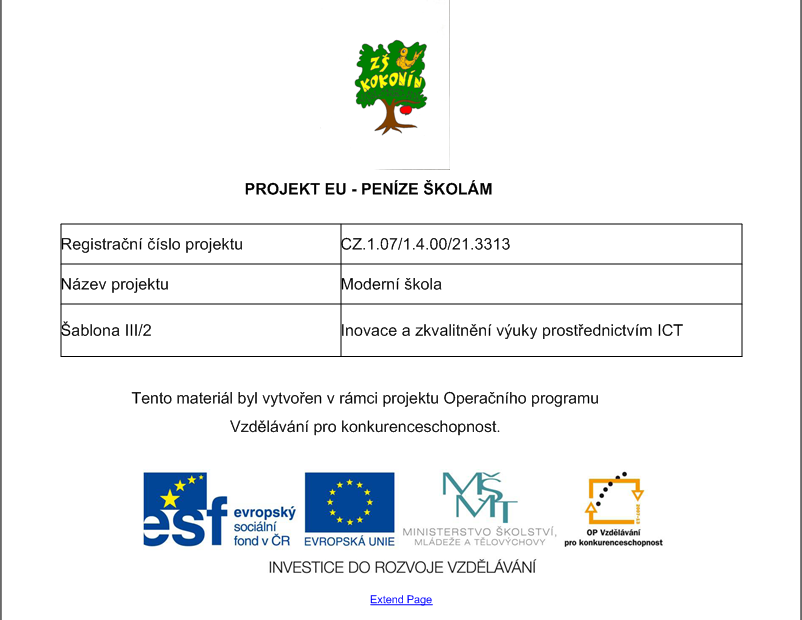 ZŠ
KOKONÍN
PROJEKT EU - PENÍZE ŠKOLÁM
Registrační číslo projektu CZ.1.07/1.4.00/21.3313
Název projektu Moderní škola
Šablona III/2 Inovace a zkvalitnění výuky prostřednictvím ICT
Tento materiál byl vytvořen v rámci projektu Operačního programu
Vzdělávání pro konkurenceschopnost.
esf evropský
sociální
fond v ČR
EVROPSKÁ UNIE
MŠMT
MINISTERSTVO ŠKOLSTVÍ,
MLÁDEŽE A TĚLOVÝCHOVY
2007-13
OP Vzdělávání
pro konkurenceschopnost
INVESTICE DO ROZVOJE VZDĚLÁVÁNÍ
Extend Page